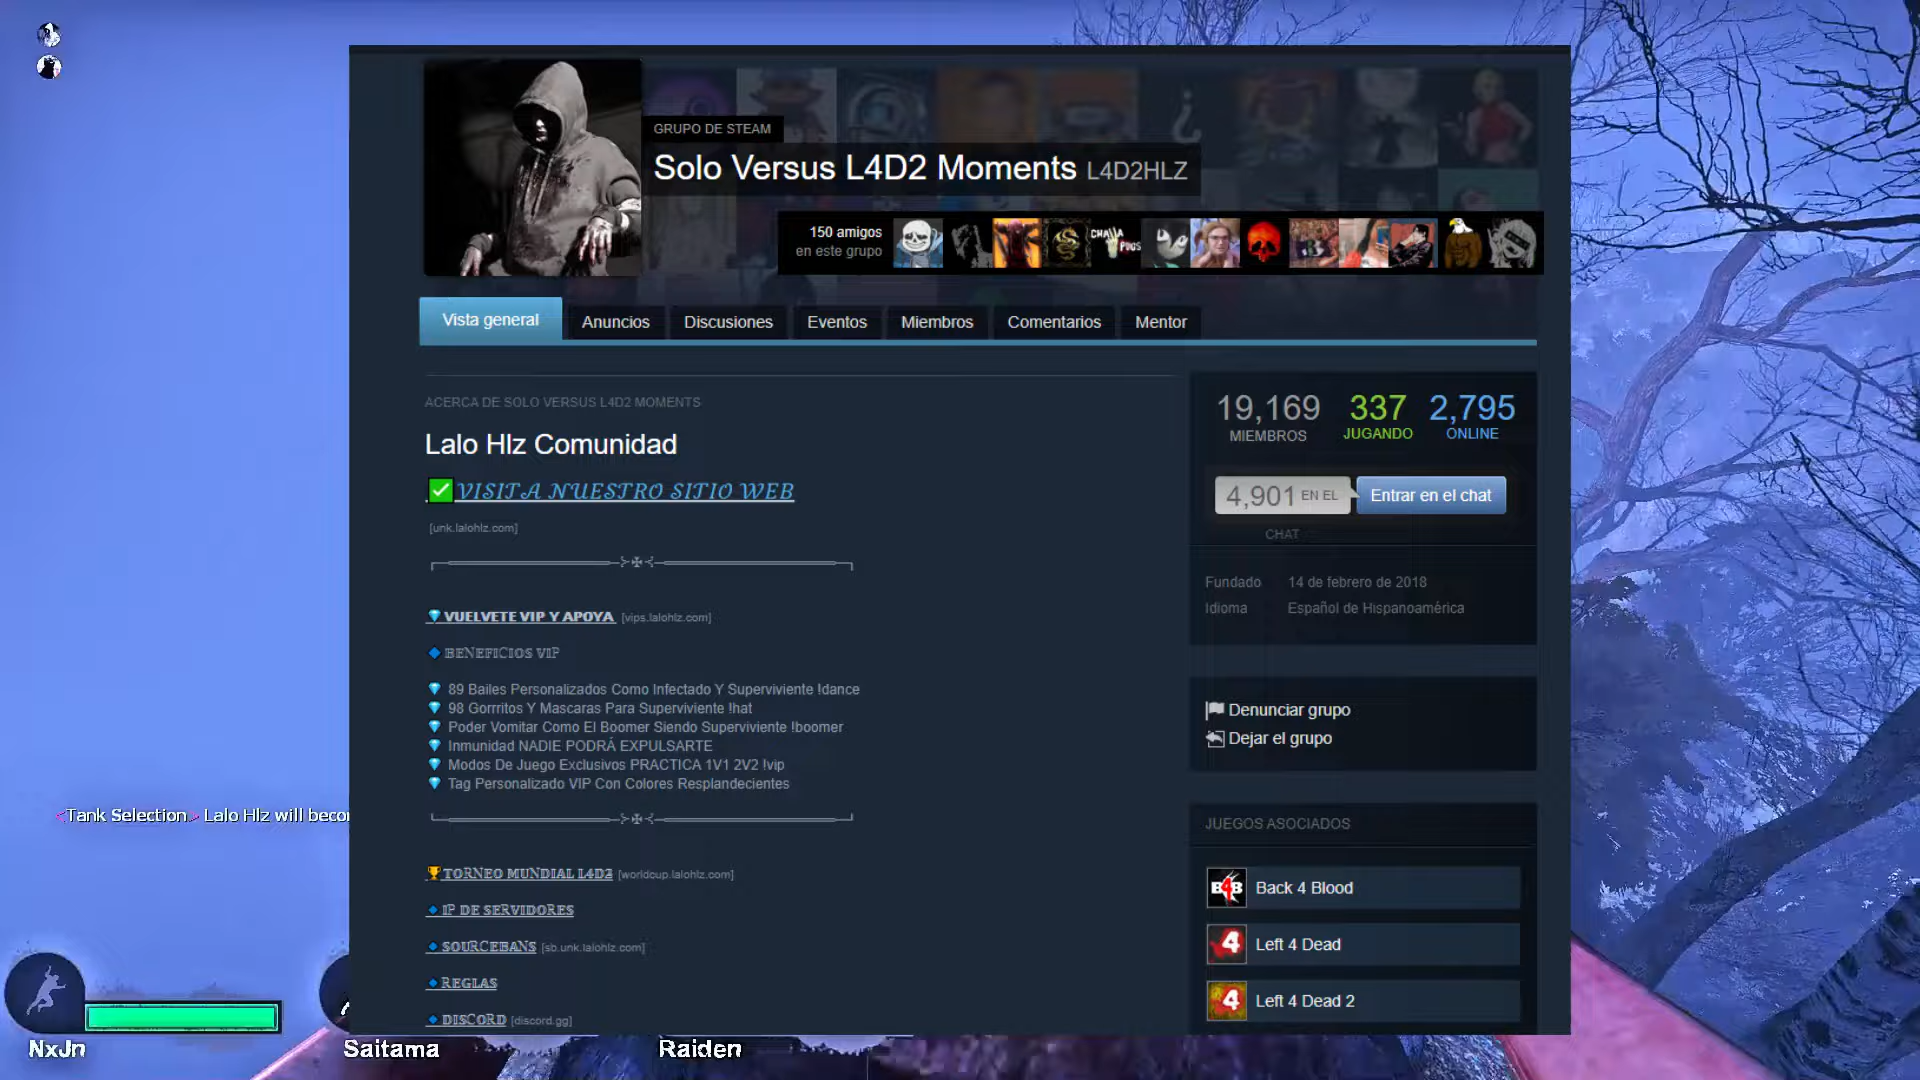 GRUPO DE STEAM
Solo Versus L4D2 Moments L4D2HLZ
150 amigos
en este grupo
CHALLA
PUGS
Vista general
Anuncios
Discusiones
Eventos
Miembros
Comentarios
Mentor
ACERCA DE SOLO VERSUS L4D2 MOMENTS
Lalo Hlz Comunidad
✅ VISITA NUESTRO SITIO WEB
[unk.lalohlz.com]
VUELVETE VIP Y APOYA [vips.lalohlz.com]
BENEFICIOS VIP
89 Bailes Personalizados Como Infectado Y Superviviente !dance
98 Gorrritos Y Mascaras Para Superviviente !hat
Poder Vomitar Como El Boomer Siendo Superviviente !boomer
Inmunidad NADIE PODRÁ EXPULSARTE
Modos De Juego Exclusivos PRACTICA 1V1 2V2 !vip
Tag Personalizado VIP Con Colores Resplandecientes
TORNEO MUNDIAL L4D2 [worldcup.lalohlz.com]
IP DE SERVIDORES
SOURCEBANS [sb.unk.lalohlz.com]
REGLAS
DISCORD [discord.gg]
19,169 MIEMBROS
337 JUGANDO
2,795 ONLINE
4,901 EN EL CHAT
Entrar en el chat
Fundado 14 de febrero de 2018
Idioma Español de Hispanoamérica
Denunciar grupo
Dejar el grupo
JUEGOS ASOCIADOS
B4B Back 4 Blood
4 Left 4 Dead
4 Left 4 Dead 2
<Tank Selection> Lalo Hlz will becor
NxJn
Saitama
Raiden